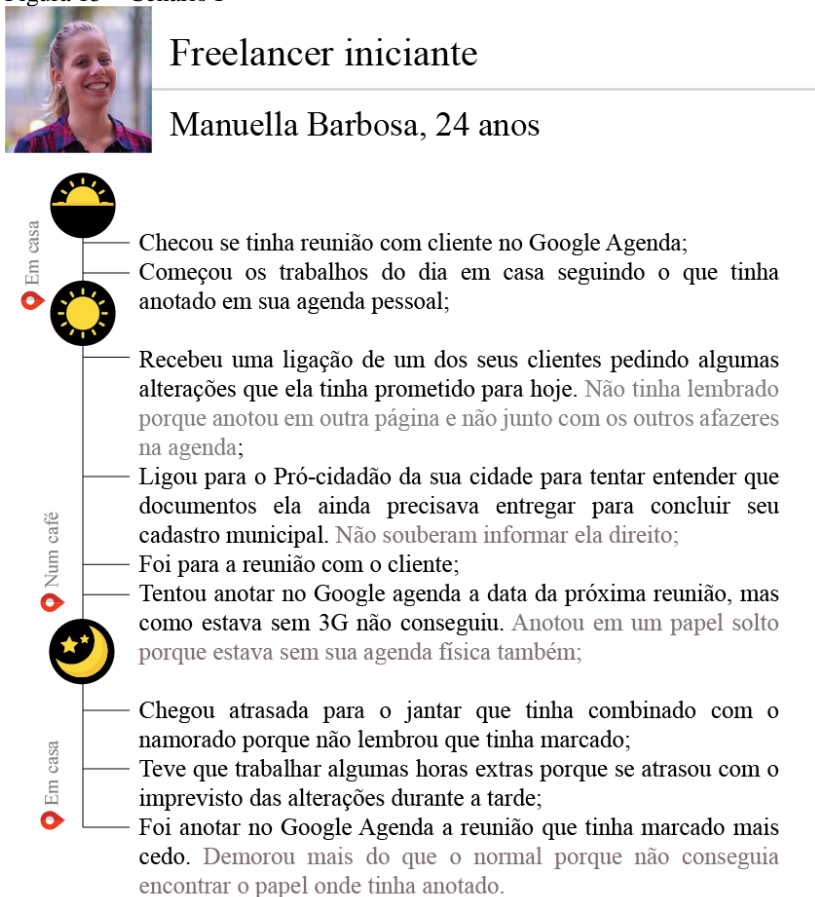 Freelancer iniciante
Manuella Barbosa, 24 anos
Em casa
Checou se tinha reunião com cliente no Google Agenda;
Começou os trabalhos do dia em casa seguindo o que tinha
anotado em sua agenda pessoal;
Recebeu uma ligação de um dos seus clientes pedindo algumas
alterações que ela tinha prometido para hoje. Não tinha lembrado
porque anotou em outra página e não junto com os outros afazeres
na agenda;
Num café
Ligou para o Pró-cidadão da sua cidade para tentar entender que
documentos ela ainda precisava entregar para concluir seu
cadastro municipal. Não souberam informar ela direito;
Foi para a reunião com o cliente;
Tentou anotar no Google agenda a data da próxima reunião, mas
como estava sem 3G não conseguiu. Anotou em um papel solto
porque estava sem sua agenda física também;
Em casa
Chegou atrasada para o jantar que tinha combinado com o
namorado porque não lembrou que tinha marcado;
Teve que trabalhar algumas horas extras porque se atrasou com o
imprevisto das alterações durante a tarde;
Foi anotar no Google Agenda a reunião que tinha marcado mais
cedo. Demorou mais do que o normal porque não conseguia
encontrar o papel onde tinha anotado.